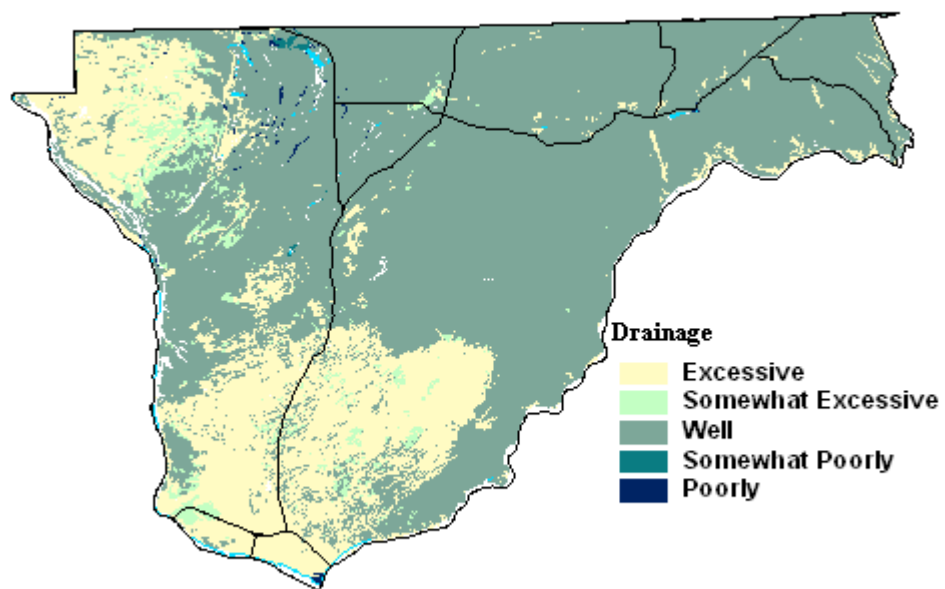 Drainage
Excessive
Somewhat Excessive
Well
Somewhat Poorly
Poorly